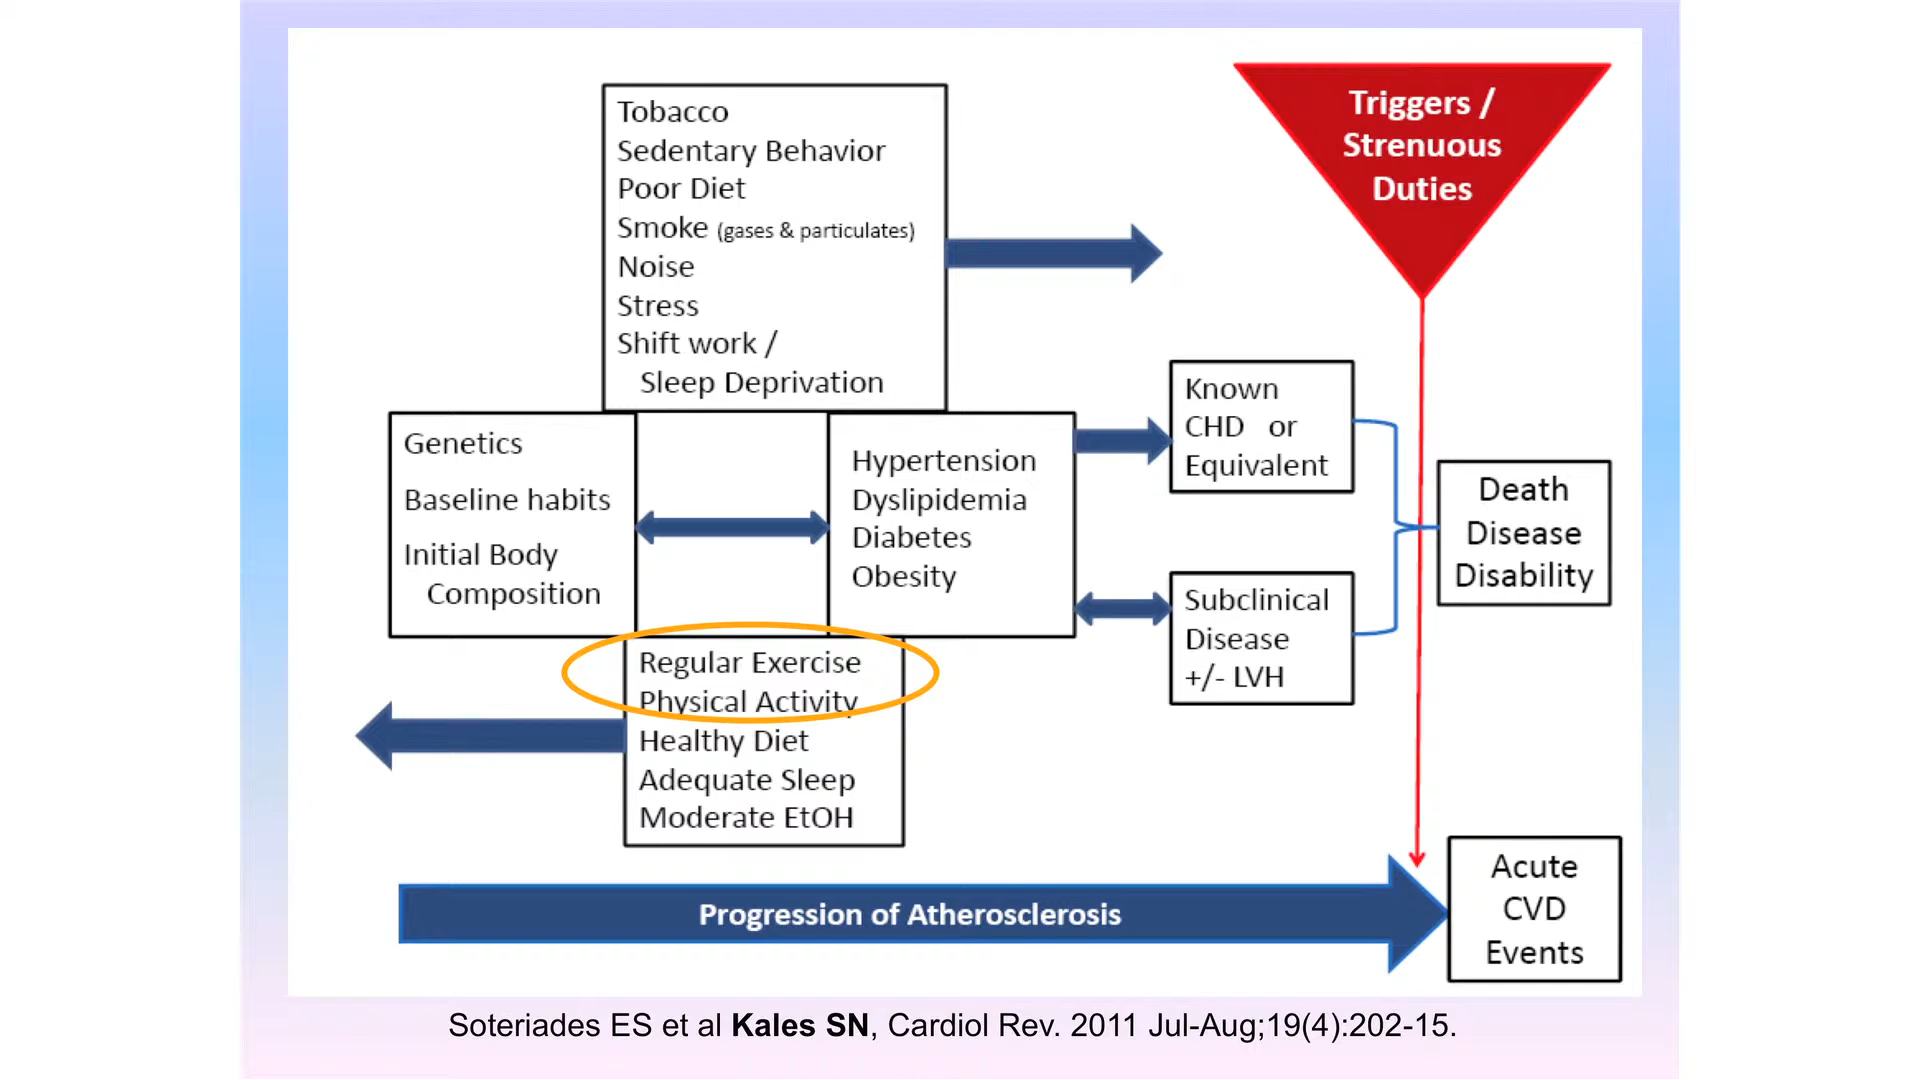 Tobacco
Sedentary Behavior
Poor Diet
Smoke (gases & particulates)
Noise
Stress
Shift work /
Sleep Deprivation
Triggers /
Strenuous
Duties
Genetics
Baseline habits
Initial Body
Composition
Hypertension
Dyslipidemia
Diabetes
Obesity
Known
CHD or
Equivalent
Subclinical
Disease
+/- LVH
Death
Disease
Disability
Regular Exercise
Physical Activity
Healthy Diet
Adequate Sleep
Moderate EtOH
Progression of Atherosclerosis
Acute
CVD
Events
Soteriades ES et al Kales SN, Cardiol Rev. 2011 Jul-Aug;19(4):202-15.